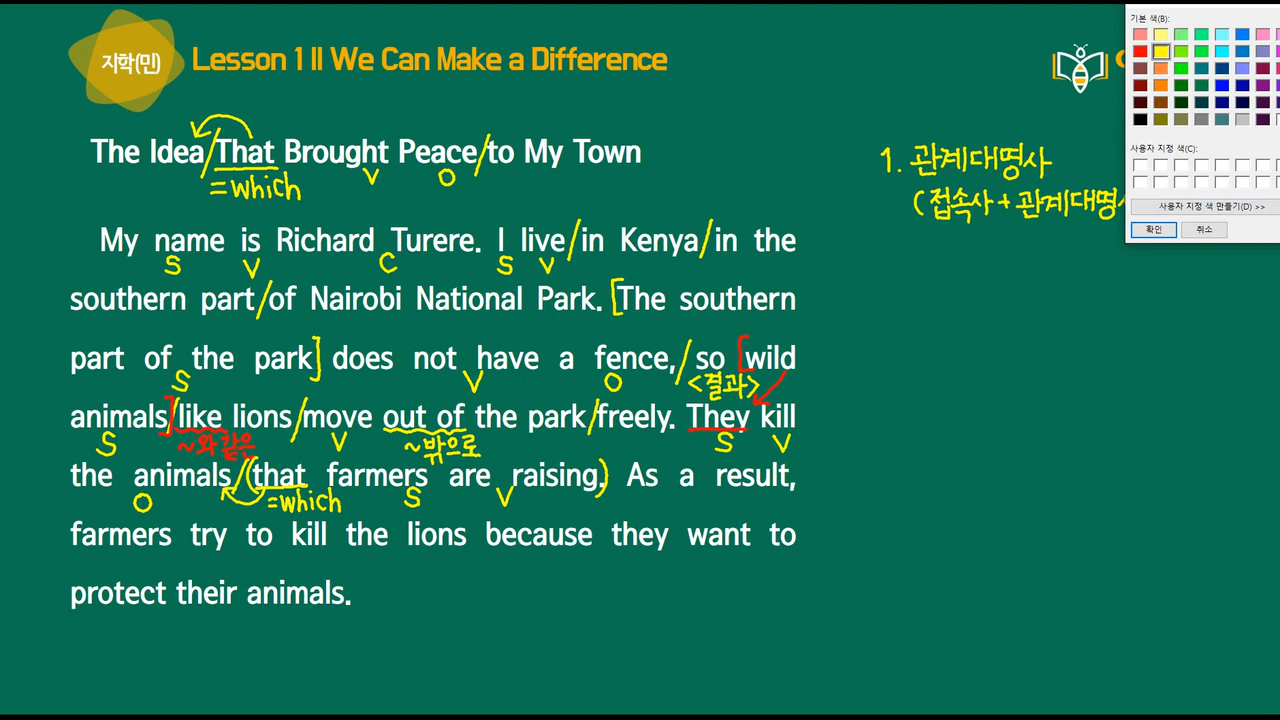 지학(민)
Lesson 1 II We Can Make a Difference
The Idea/That Brought Peace/to My Town
=which V O
My name is Richard Turere. I live/in Kenya/in the
S V C S V
southern part/of Nairobi National Park. [The southern
part of the park] does not have a fence,/so [wild
S V O <결과>
animals]/like lions/move out of the park/freely. They kill
S ~와 같은 V ~밖으로 S V
the animals/(that farmers are raising.) As a result,
O =which S V
farmers try to kill the lions because they want to
protect their animals.
1. 관계대명사
(접속사+관계대명
기본 색(B):
사용자 지정 색(C):
사용자 지정 색 만들기(D) >>
확인 취소